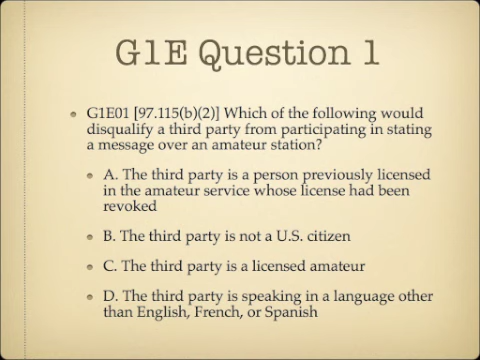 G1E Question 1
G1E01 [97.115(b)(2)] Which of the following would
disqualify a third party from participating in stating
a message over an amateur station?
A. The third party is a person previously licensed
in the amateur service whose license had been
revoked
B. The third party is not a U.S. citizen
C. The third party is a licensed amateur
D. The third party is speaking in a language other
than English, French, or Spanish